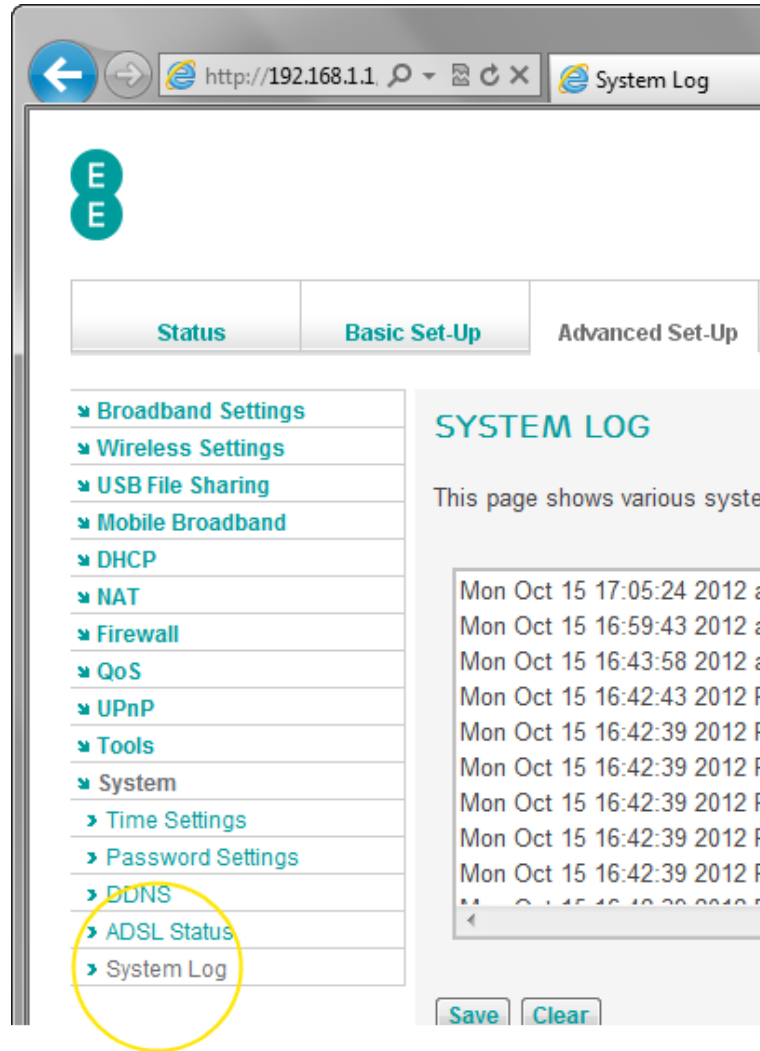 http://192.168.1.1
System Log
E
E
Status
Basic Set-Up
Advanced Set-Up
Broadband Settings
Wireless Settings
USB File Sharing
Mobile Broadband
DHCP
NAT
Firewall
QoS
UPnP
Tools
System
Time Settings
Password Settings
DDNS
ADSL Status
System Log
SYSTEM LOG
This page shows various
Mon Oct 15 17:05:24 2012
Mon Oct 15 16:59:43 2012
Mon Oct 15 16:43:58 2012
Mon Oct 15 16:42:43 2012
Mon Oct 15 16:42:39 2012
Mon Oct 15 16:42:39 2012
Mon Oct 15 16:42:39 2012
Mon Oct 15 16:42:39 2012
Mon Oct 15 16:42:39 2012
Save
Clear